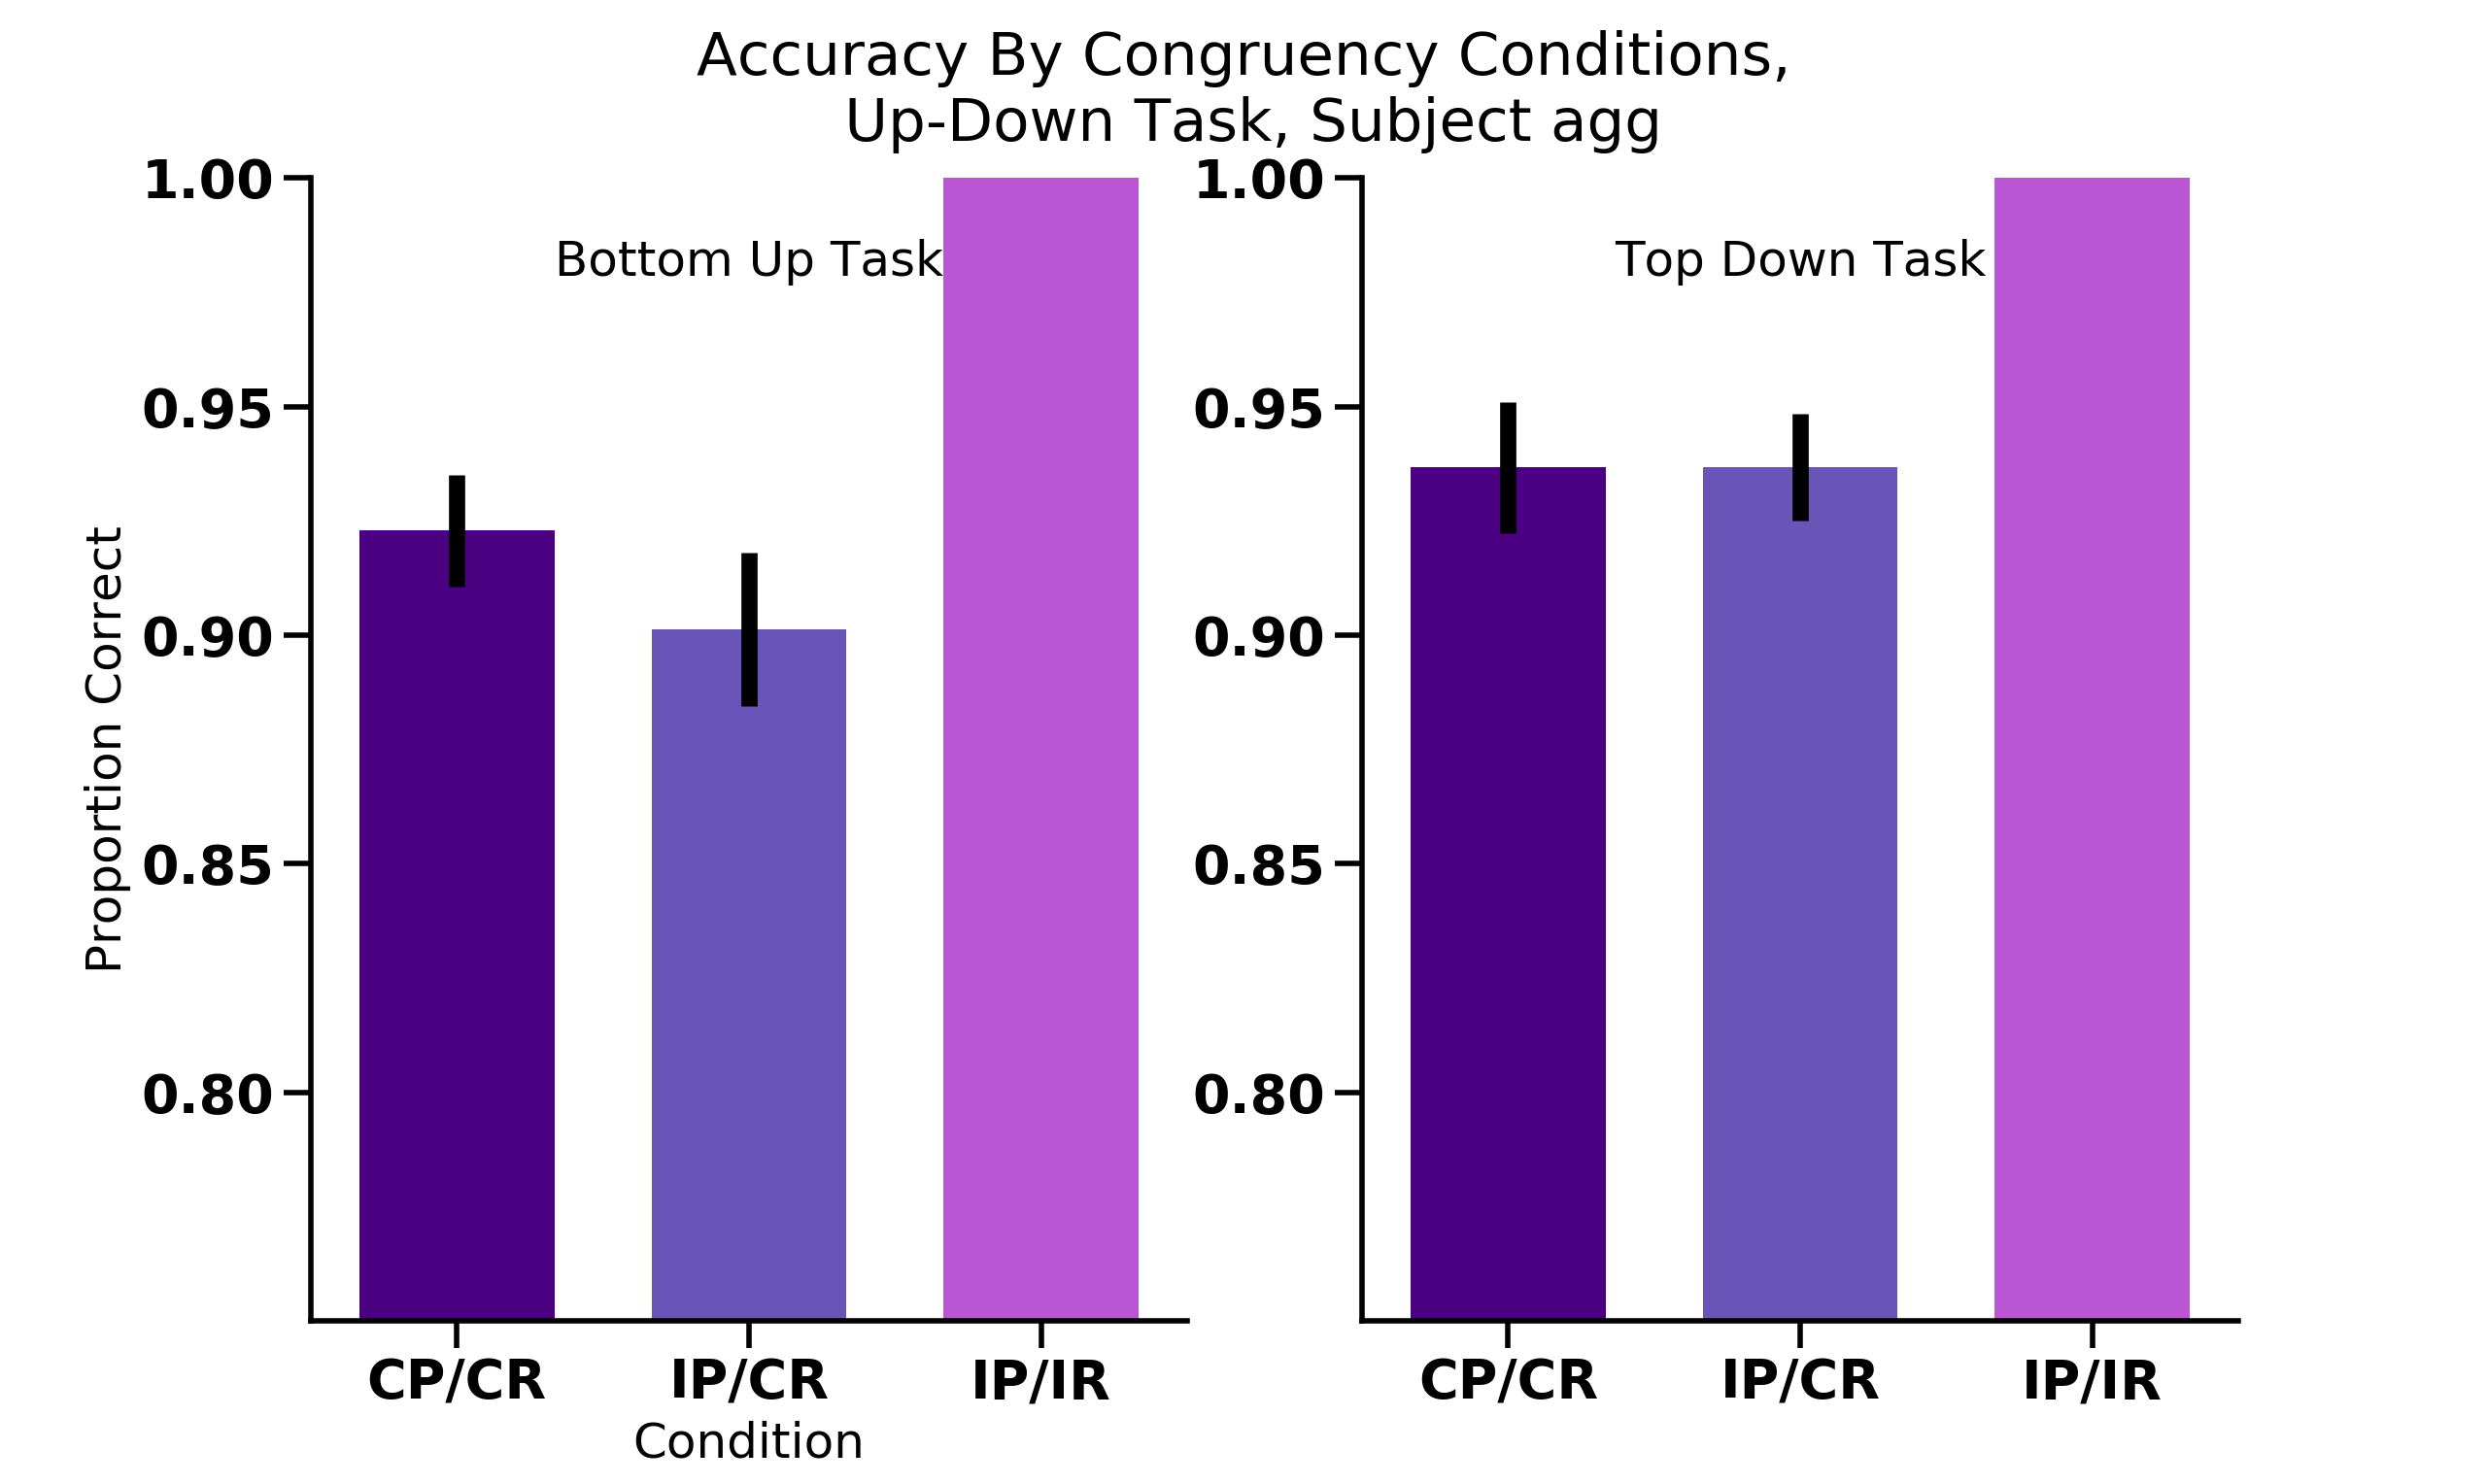 Accuracy By Congruency Conditions,
Up-Down Task, Subject agg
Bottom Up Task
1.00
0.95
0.90
0.85
0.80
Proportion Correct
CP/CR IP/CR IP/IR
Condition
Top Down Task
1.00
0.95
0.90
0.85
0.80
CP/CR IP/CR IP/IR